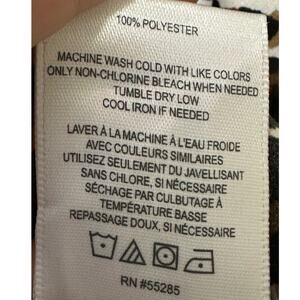 100% POLYESTER
MACHINE WASH COLD WITH LIKE COLORS
ONLY NON-CHLORINE BLEACH WHEN NEEDED
TUMBLE DRY LOW
COOL IRON IF NEEDED
LAVER À LA MACHINE À L'EAU FROIDE
AVEC COULEURS SIMILAIRES
UTILIZEZ SEULEMENT DU JAVELLISANT
SANS CHLORE, SI NÉCESSAIRE
SÉCHAGE PAR CULBUTAGE À
TEMPÉRATURE BASSE
REPASSAGE DOUX, SI NÉCESSAIRE
RN #55285